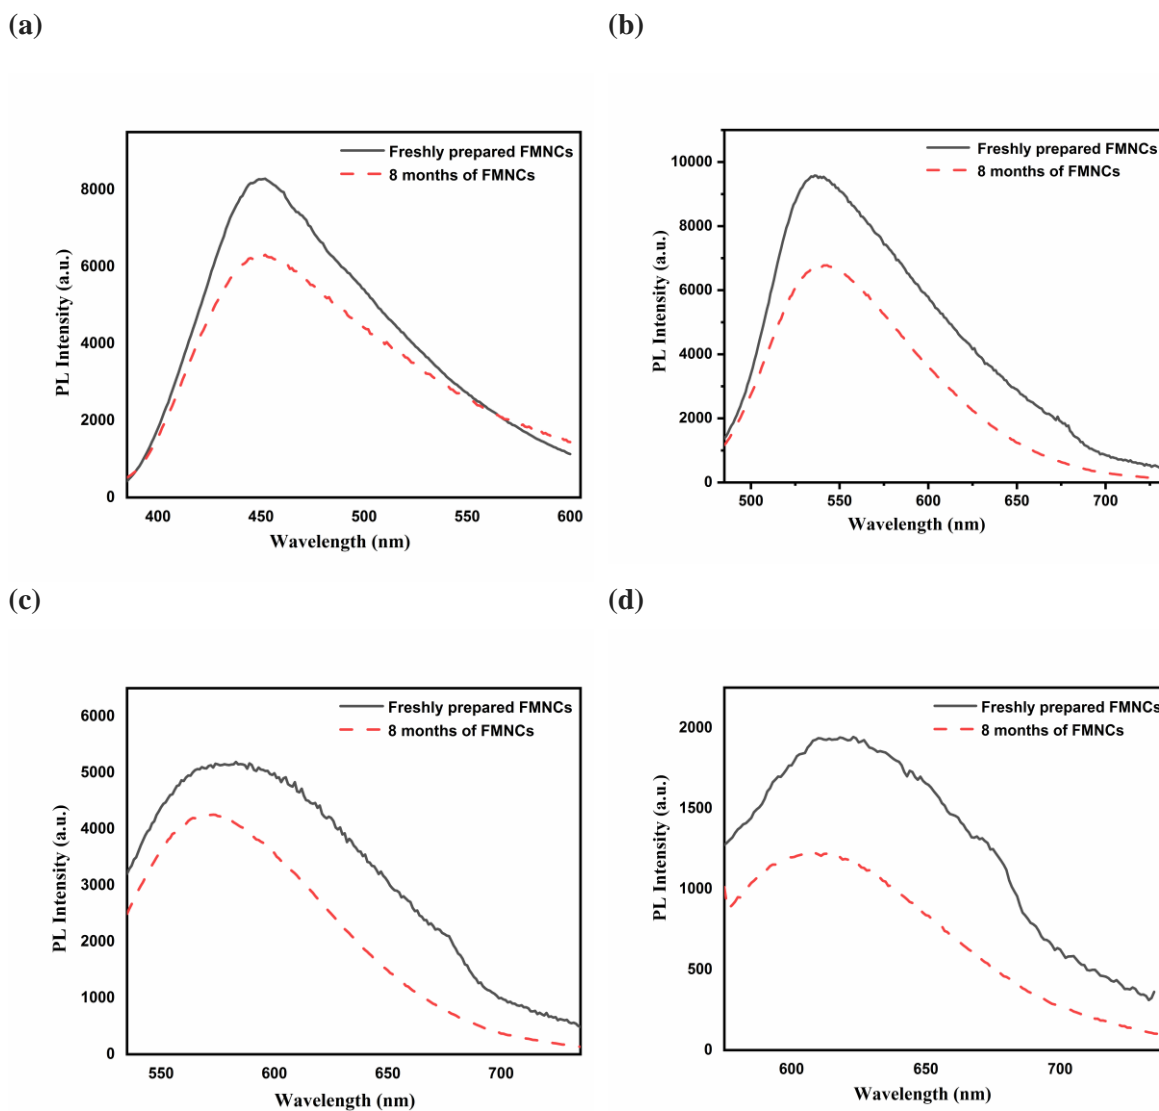 (a)
(b)
Freshly prepared FMNCs
8 months of FMNCs
PL Intensity (a.u.)
8000
6000
4000
2000
0
400
450
500
550
600
Wavelength (nm)
Freshly prepared FMNCs
8 months of FMNCs
PL Intensity (a.u.)
10000
8000
6000
4000
2000
0
500
550
600
650
700
Wavelength (nm)
(c)
(d)
Freshly prepared FMNCs
8 months of FMNCs
PL Intensity (a.u.)
6000
5000
4000
3000
2000
1000
0
550
600
650
700
Wavelength (nm)
Freshly prepared FMNCs
8 months of FMNCs
PL Intensity (a.u.)
2000
1500
1000
500
0
600
650
700
Wavelength (nm)